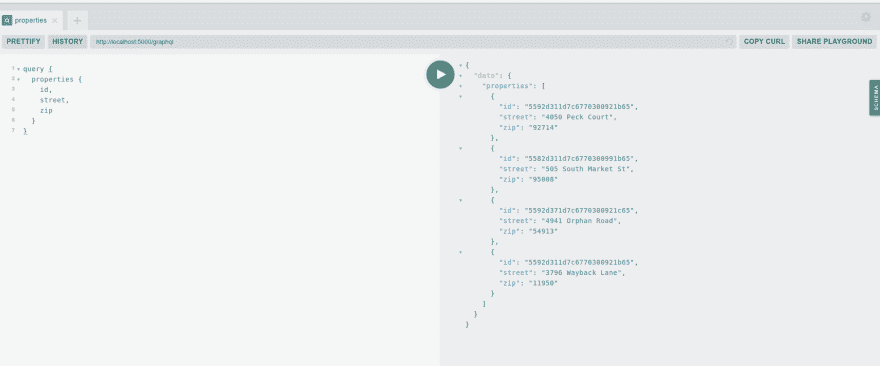 properties
PRETTIFY
HISTORY
http://localhost:5000/graphql
COPY CURL
SHARE PLAYGROUND
1 query {
2 properties {
3 id,
4 street,
5 zip
6 }
7 }
{
"data": {
"properties": [
{
"id": "5592d311d7c6770300921b65",
"street": "4050 Peck Court",
"zip": "92714"
},
{
"id": "5582d311d7c6770300991b65",
"street": "505 South Market St",
"zip": "95008"
},
{
"id": "5592d371d7c6770300921c65",
"street": "4941 Orphan Road",
"zip": "54913"
},
{
"id": "5592d311d7c6770300921b65",
"street": "3796 Wayback Lane",
"zip": "11950"
}
]
}
}
SCHEMA